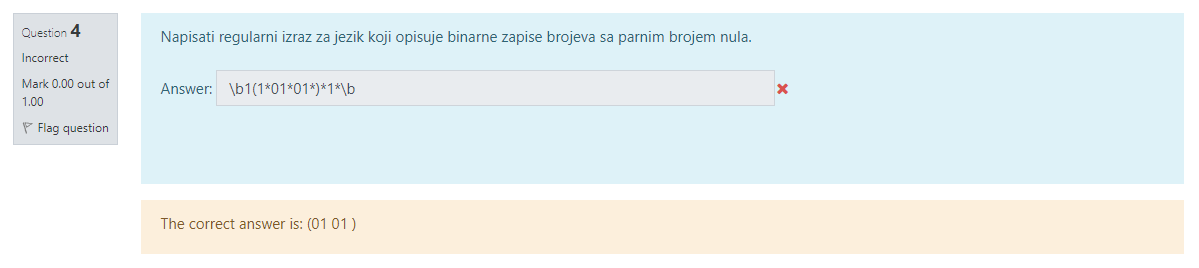 Question 4
Incorrect
Mark 0.00 out of
1.00
Flag question
Napisati regularni izraz za jezik koji opisuje binarne zapise brojeva sa parnim brojem nula.
Answer: \b1(1*01*01*)*1*\b
The correct answer is: (01 01 )